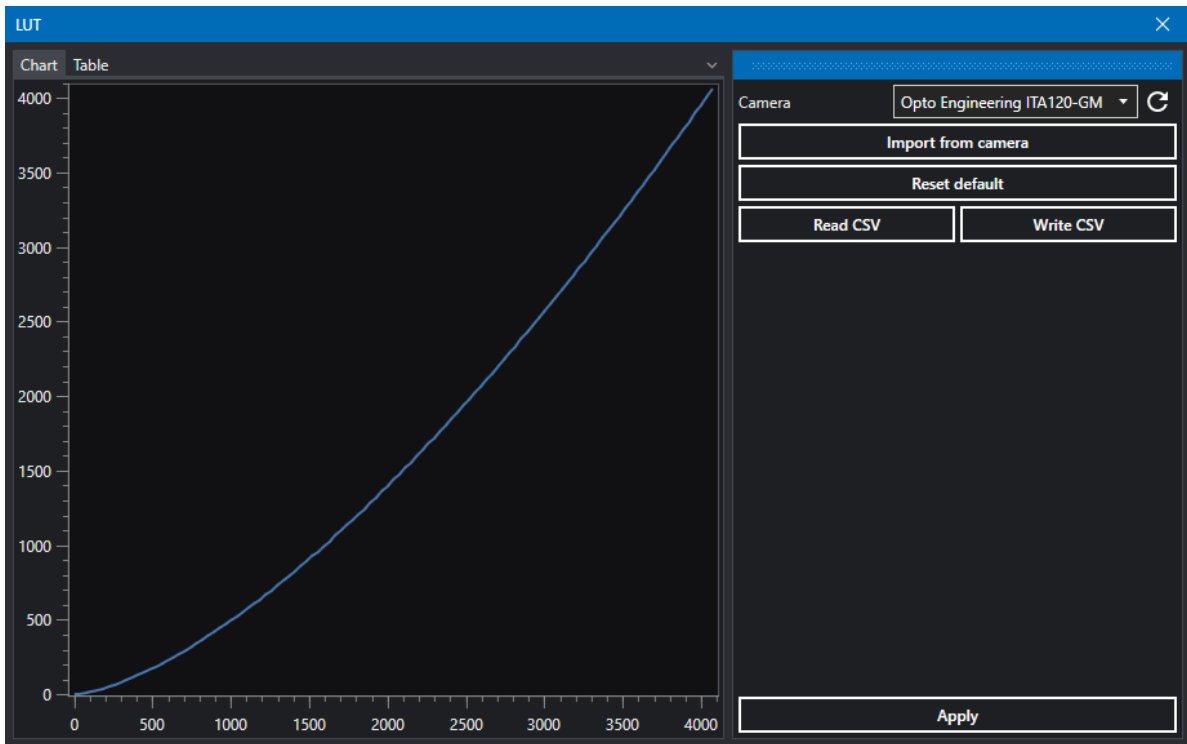 LUT
Chart Table
4000
3500
3000
2500
2000
1500
1000
500
0
0 500 1000 1500 2000 2500 3000 3500 4000
Camera Opto Engineering ITA120-GM
Import from camera
Reset default
Read CSV Write CSV
Apply